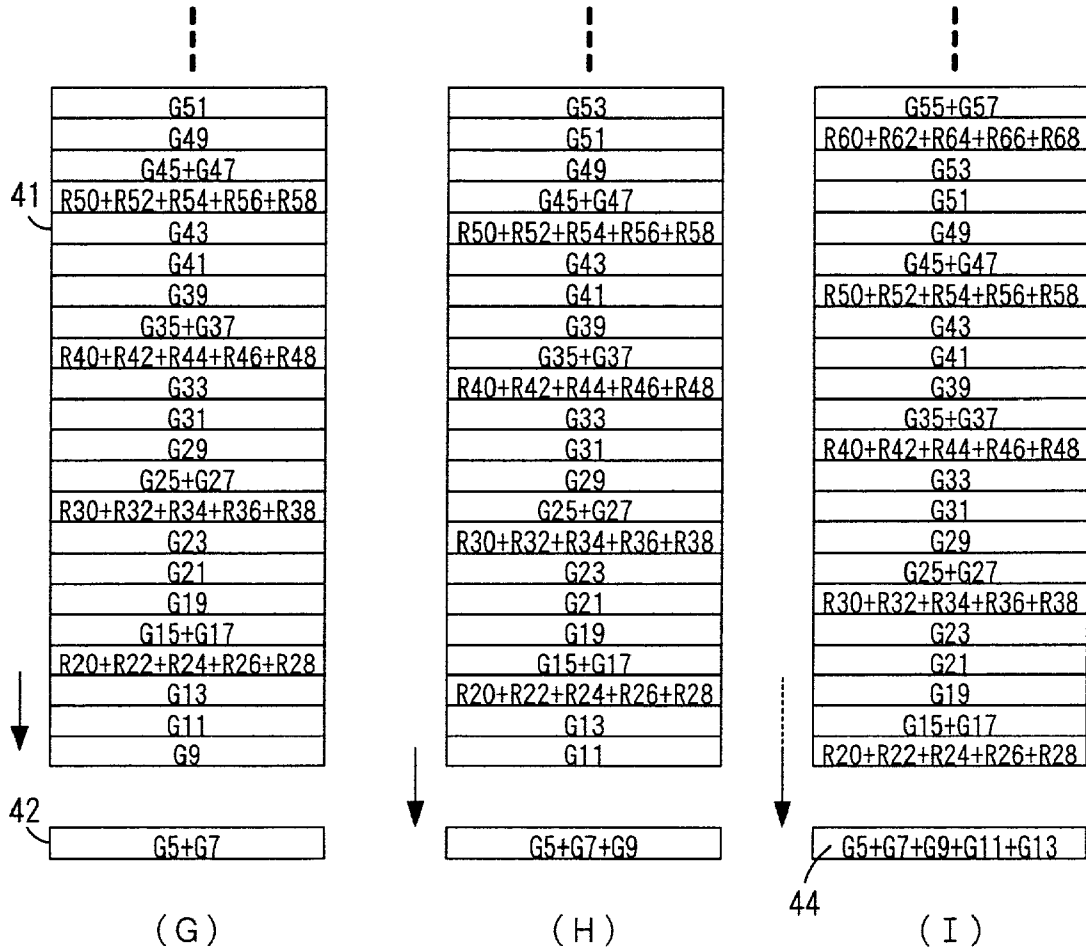 G51
G49
G45+G47
41
R50+R52+R54+R56+R58
G43
G41
G39
G35+G37
R40+R42+R44+R46+R48
G33
G31
G29
G25+G27
R30+R32+R34+R36+R38
G23
G21
G19
G15+G17
R20+R22+R24+R26+R28
G13
G11
G9
42
G5+G7
(G)
G53
G51
G49
G45+G47
R50+R52+R54+R56+R58
G43
G41
G39
G35+G37
R40+R42+R44+R46+R48
G33
G31
G29
G25+G27
R30+R32+R34+R36+R38
G23
G21
G19
G15+G17
R20+R22+R24+R26+R28
G13
G11
G5+G7+G9
(H)
G55+G57
R60+R62+R64+R66+R68
G53
G51
G49
G45+G47
R50+R52+R54+R56+R58
G43
G41
G39
G35+G37
R40+R42+R44+R46+R48
G33
G31
G29
G25+G27
R30+R32+R34+R36+R38
G23
G21
G19
G15+G17
R20+R22+R24+R26+R28
G5+G7+G9+G11+G13
44
(I)